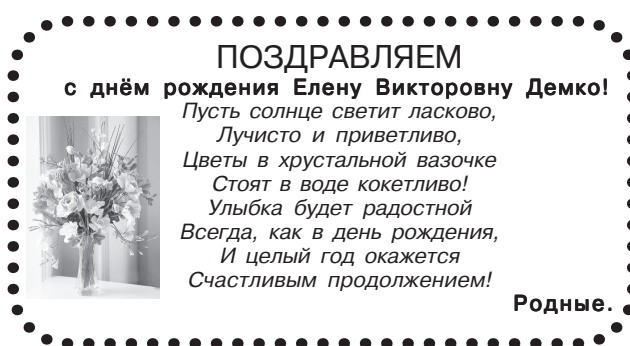 ПОЗДРАВЛЯЕМ
с днём рождения Елену Викторовну Демко!
Пусть солнце светит ласково,
Лучисто и приветливо,
Цветы в хрустальной вазочке
Стоят в воде кокетливо!
Улыбка будет радостной
Всегда, как в день рождения,
И целый год окажется
Счастливым продолжением!
Родные.